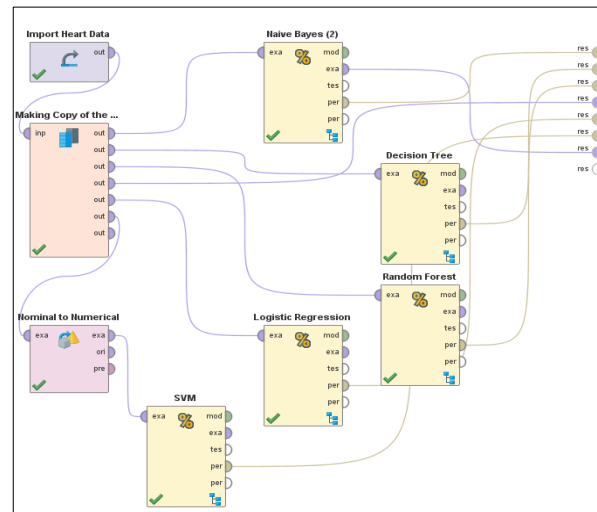 Import Heart Data
out
Making Copy of the ...
inp
out
out
out
out
out
out
out
Nominal to Numerical
exa
exa
ori
pre
SVM
exa
mod
exa
tes
per
per
Naive Bayes (2)
exa
mod
exa
tes
per
per
Logistic Regression
exa
mod
exa
tes
per
per
Decision Tree
exa
mod
exa
tes
per
per
Random Forest
exa
mod
exa
tes
per
per
res
res
res
res
res
res
res
res